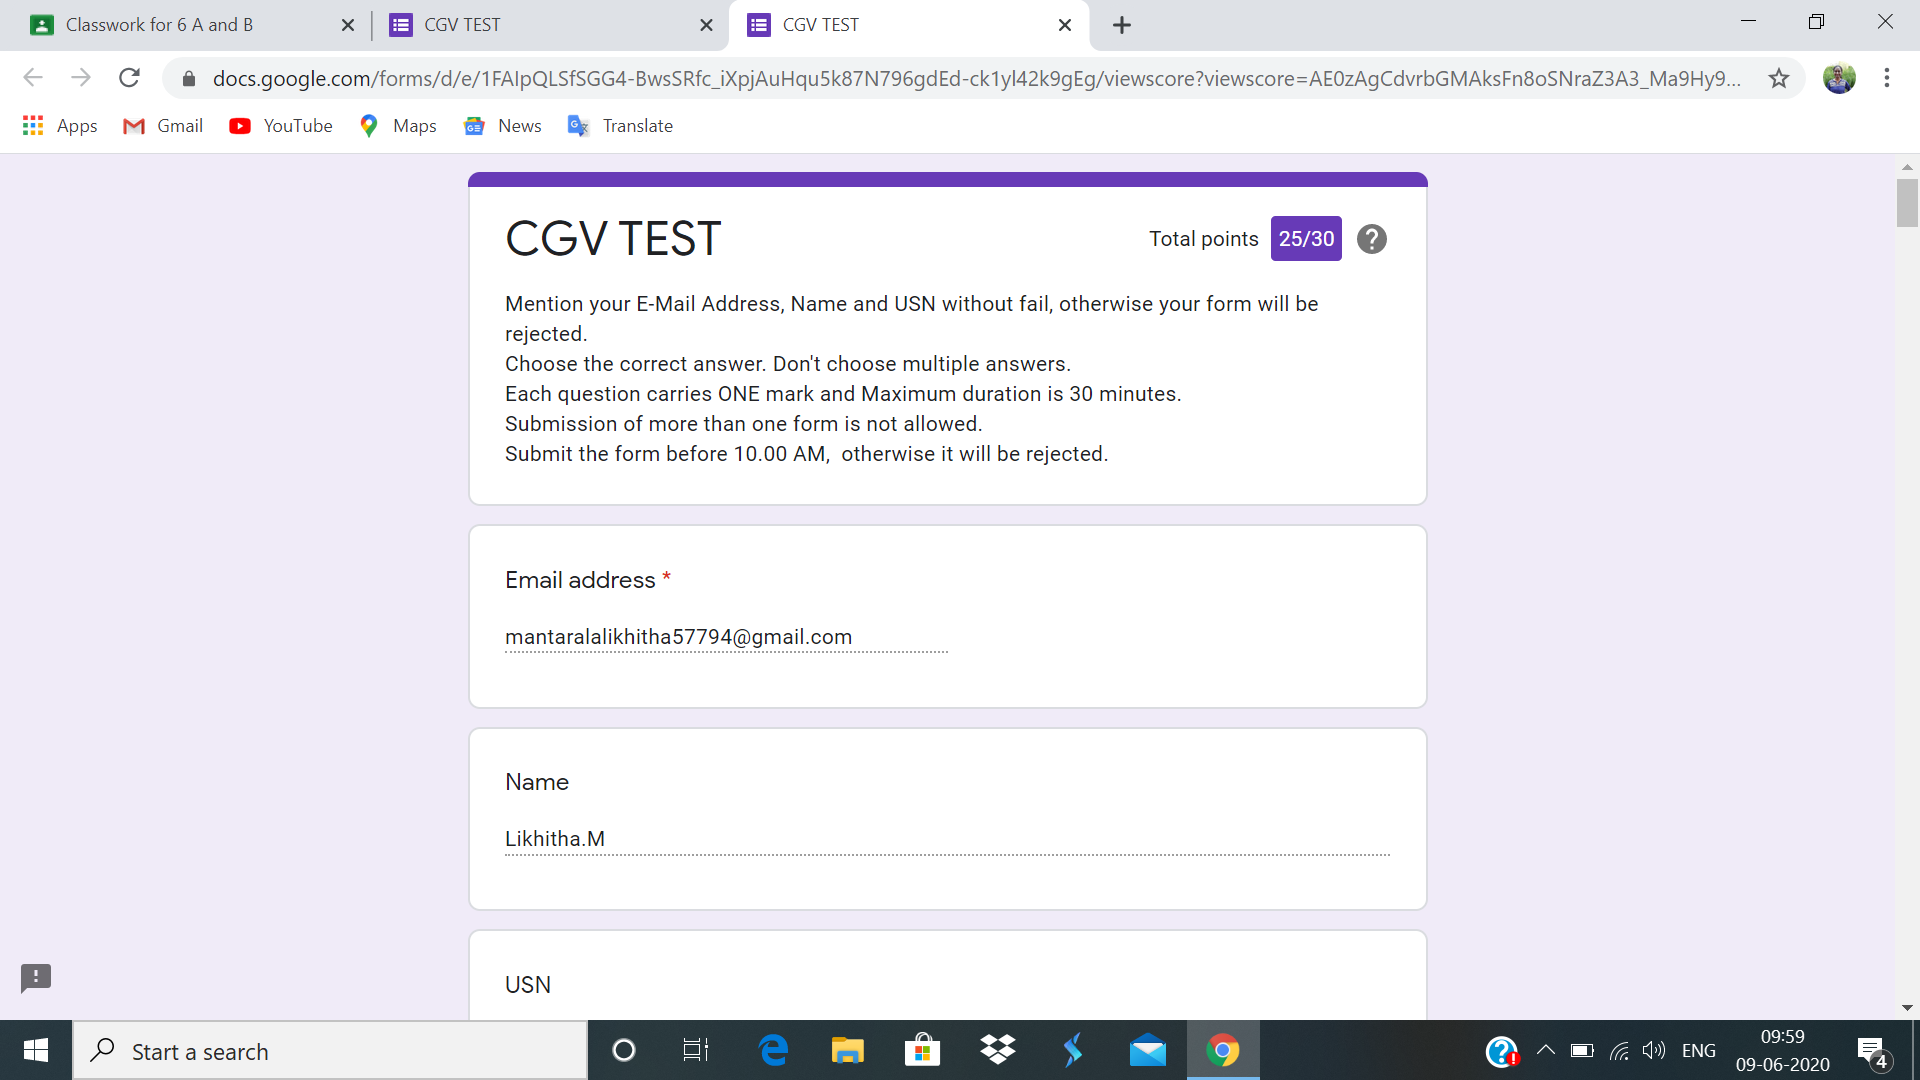 Classwork for 6 A and B
CGV TEST
CGV TEST
docs.google.com/forms/d/e/1FAIpQLSfSGG4-BwsSRfc_iXpjAuHqu5k87N796gdEd-ck1yl42k9gEg/viewscore?viewscore=AE0zAgCdvrbGMAksFn8oSNraZ3A3_Ma9Hy9...
Apps Gmail YouTube Maps News Translate
CGV TEST
Total points 25/30
Mention your E-Mail Address, Name and USN without fail, otherwise your form will be
rejected.
Choose the correct answer. Don't choose multiple answers.
Each question carries ONE mark and Maximum duration is 30 minutes.
Submission of more than one form is not allowed.
Submit the form before 10.00 AM,  otherwise it will be rejected.
Email address *
mantaralalikhitha57794@gmail.com
Name
Likhitha.M
USN
Start a search
ENG
09:59
09-06-2020
4